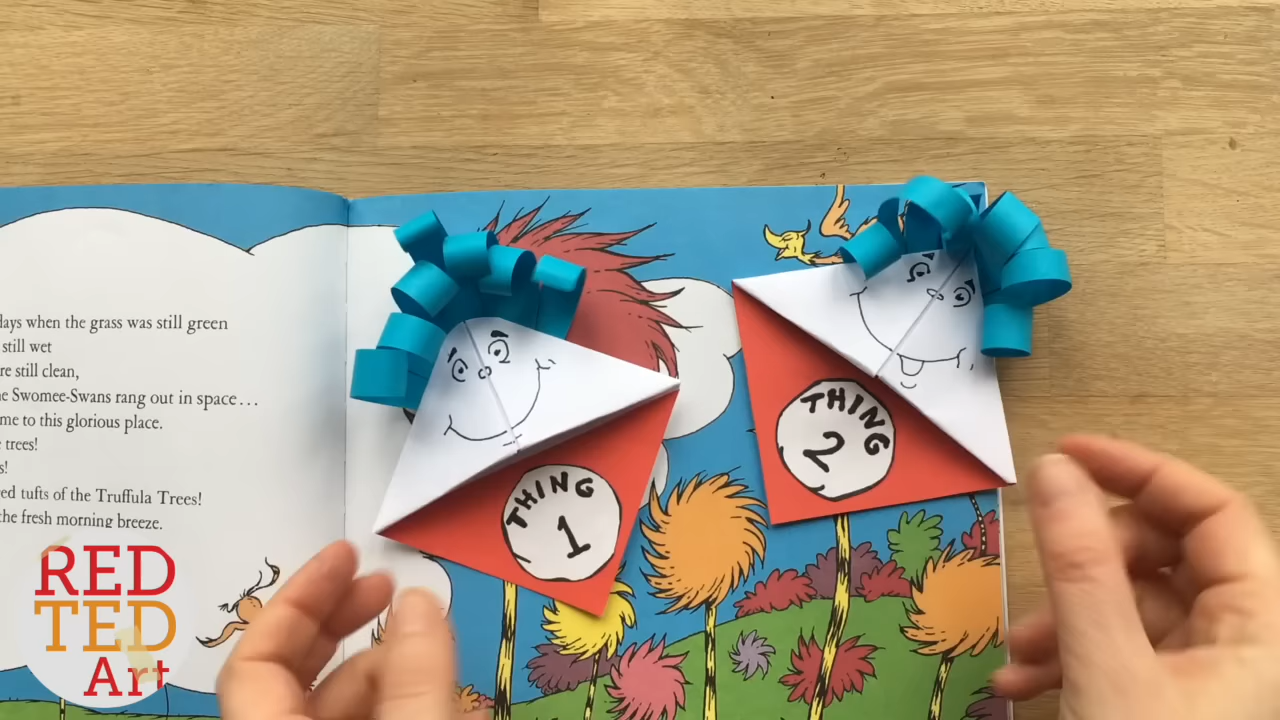 days when the grass was still green
still wet
re still clean,
e Swomee-Swans rang out in space...
me to this glorious place.
trees!
s!
ed tufts of the Truffula Trees!
the fresh morning breeze.
THING
1
THING
2
RED
TED
Art